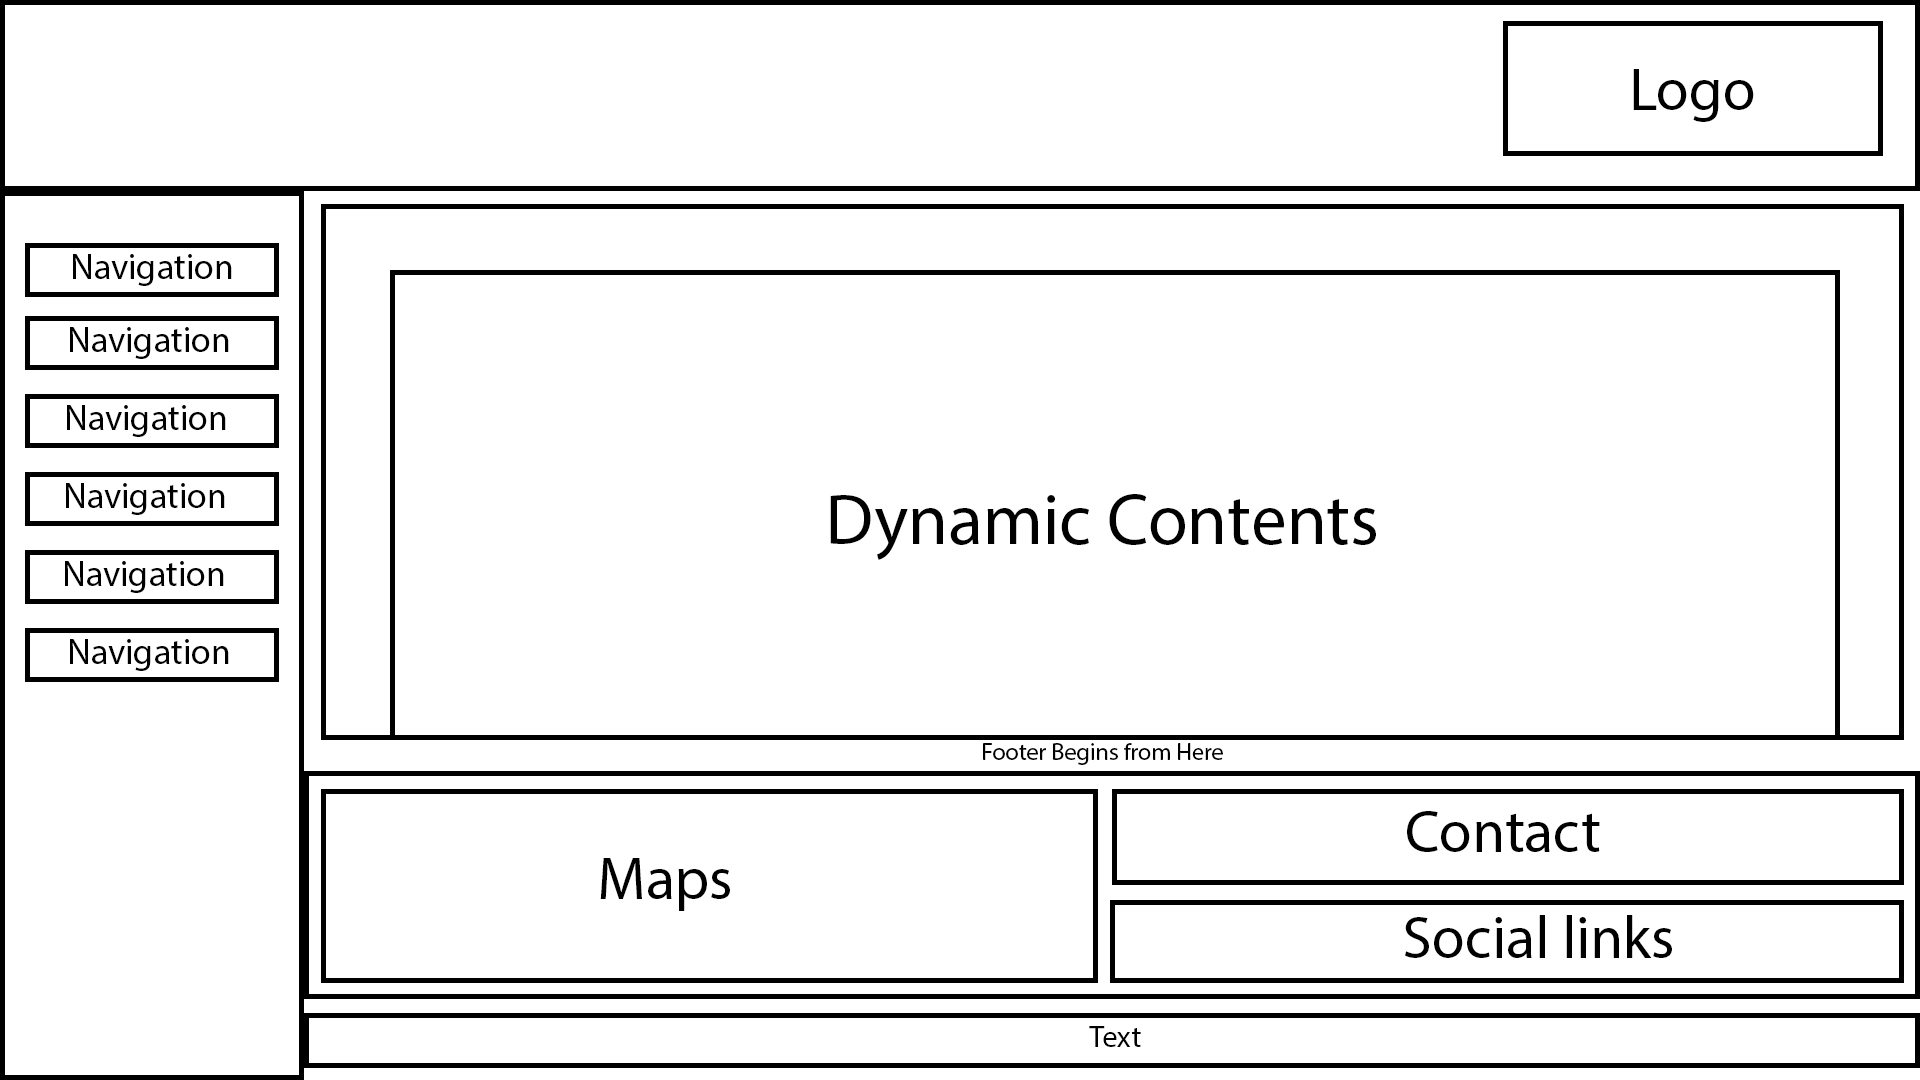 Logo
Navigation
Navigation
Navigation
Navigation
Navigation
Navigation
Dynamic Contents
Footer Begins from Here
Maps
Contact
Social links
Text